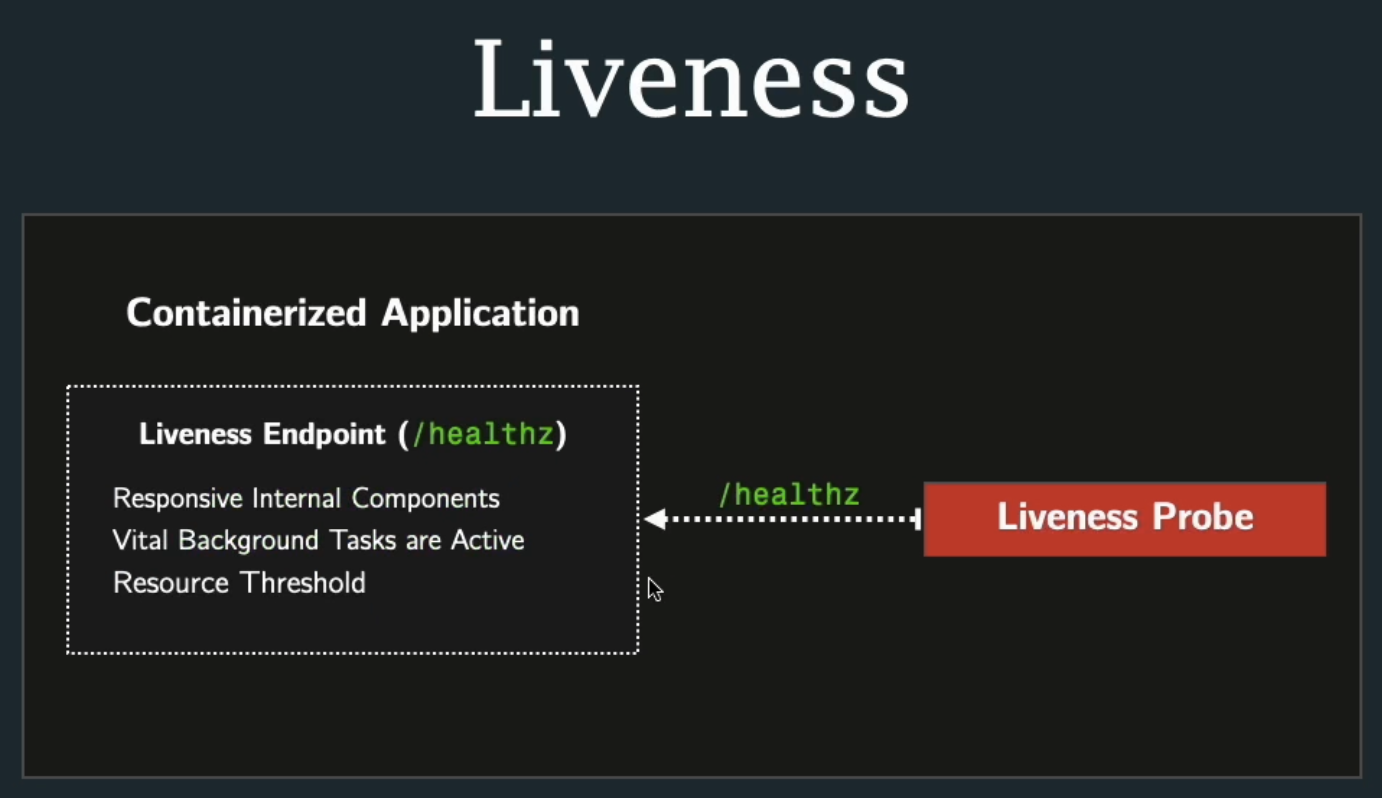 Liveness
Containerized Application
Liveness Endpoint (/healthz)
Responsive Internal Components
Vital Background Tasks are Active
Resource Threshold
/healthz
Liveness Probe